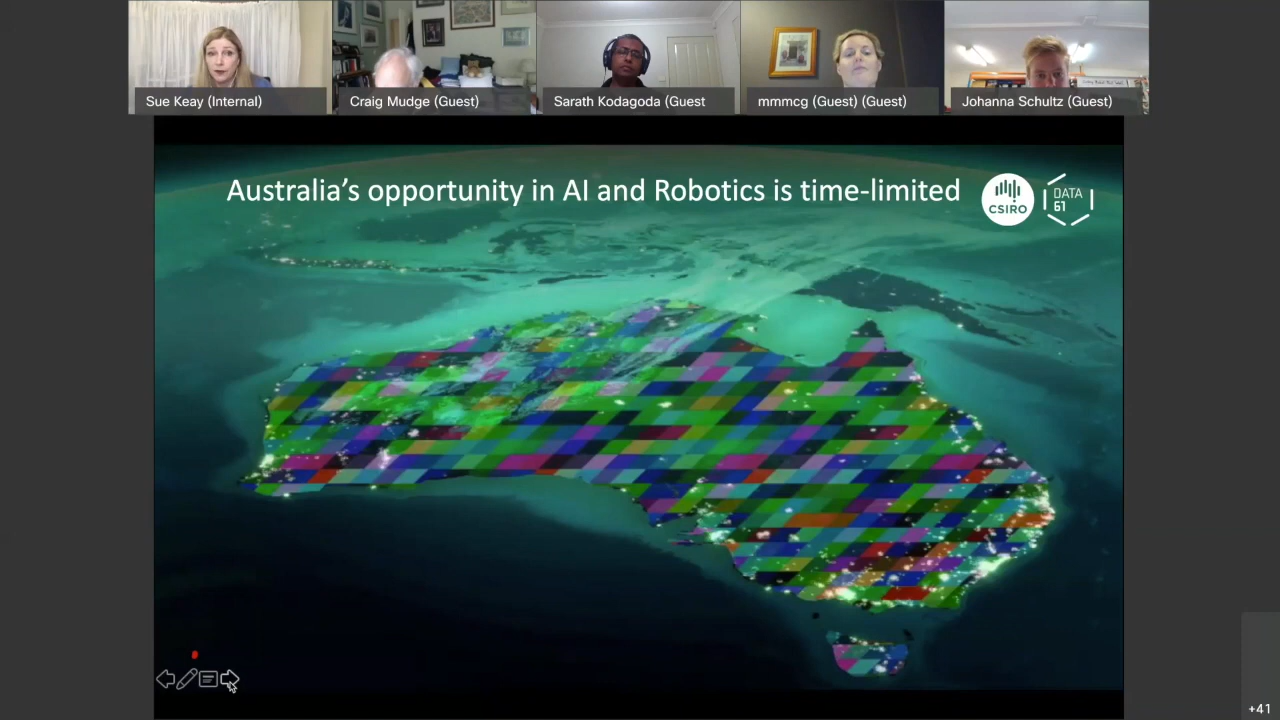 Sue Keay (Internal)
Craig Mudge (Guest)
Sarath Kodagoda (Guest
mmmcg (Guest) (Guest)
Johanna Schultz (Guest)
Australia's opportunity in AI and Robotics is time-limited
CSIRO
DATA
61
+41